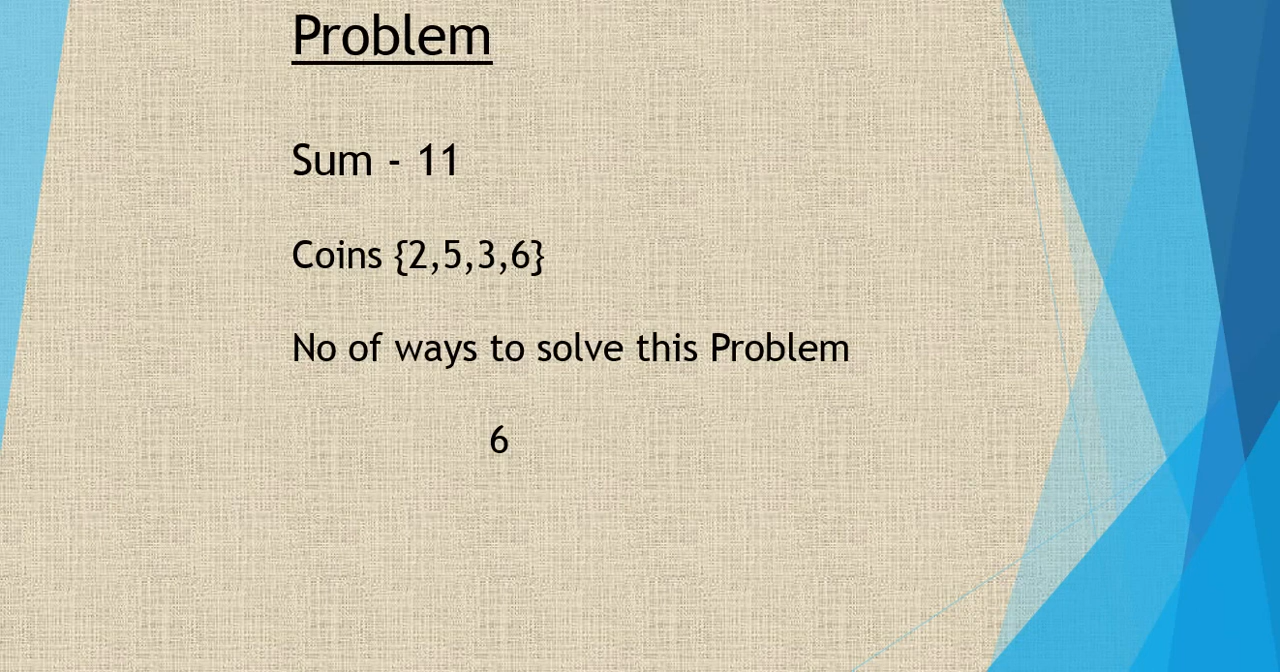 Problem
Sum - 11
Coins {2,5,3,6}
No of ways to solve this Problem
6